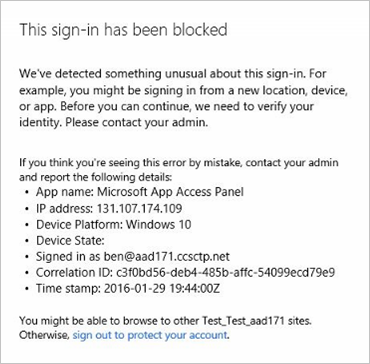 This sign-in has been blocked
We've detected something unusual about this sign-in. For
example, you might be signing in from a new location, device,
or app. Before you can continue, we need to verify your
identity. Please contact your admin.
If you think you're seeing this error by mistake, contact your admin
and report the following details:
• App name: Microsoft App Access Panel
• IP address: 131.107.174.109
• Device Platform: Windows 10
• Device State:
• Signed in as ben@aad171.ccsctp.net
• Correlation ID: c3f0bd56-deb4-485b-affc-54099ecd79e9
• Time stamp: 2016-01-29 19:44:00Z
You might be able to browse to other Test_Test_aad171 sites.
Otherwise, sign out to protect your account.